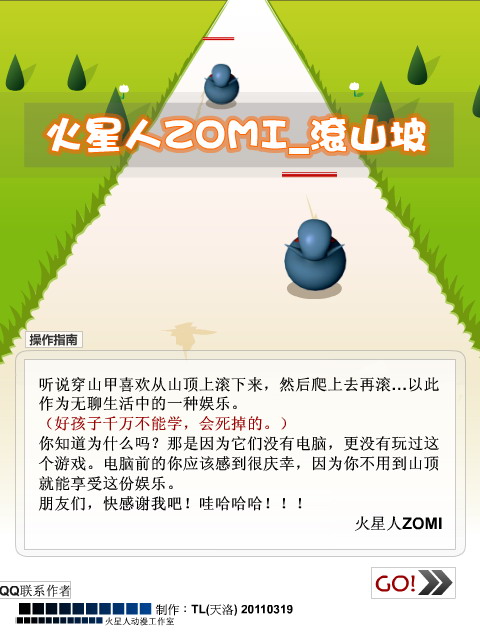 火星人ZOMI_滚山坡
操作指南
听说穿山甲喜欢从山顶上滚下来，然后爬上去再滚...以此
作为无聊生活中的一种娱乐。
（好孩子千万不能学，会死掉的。）
你知道为什么吗？那是因为它们没有电脑，更没有玩过这
个游戏。电脑前的你应该感到很庆幸，因为你不用到山顶
就能享受这份娱乐。
朋友们，快感谢我吧！哇哈哈哈！！！
火星人ZOMI
GO!
QQ联系作者
制作：TL(天洛) 20110319
火星人动漫工作室